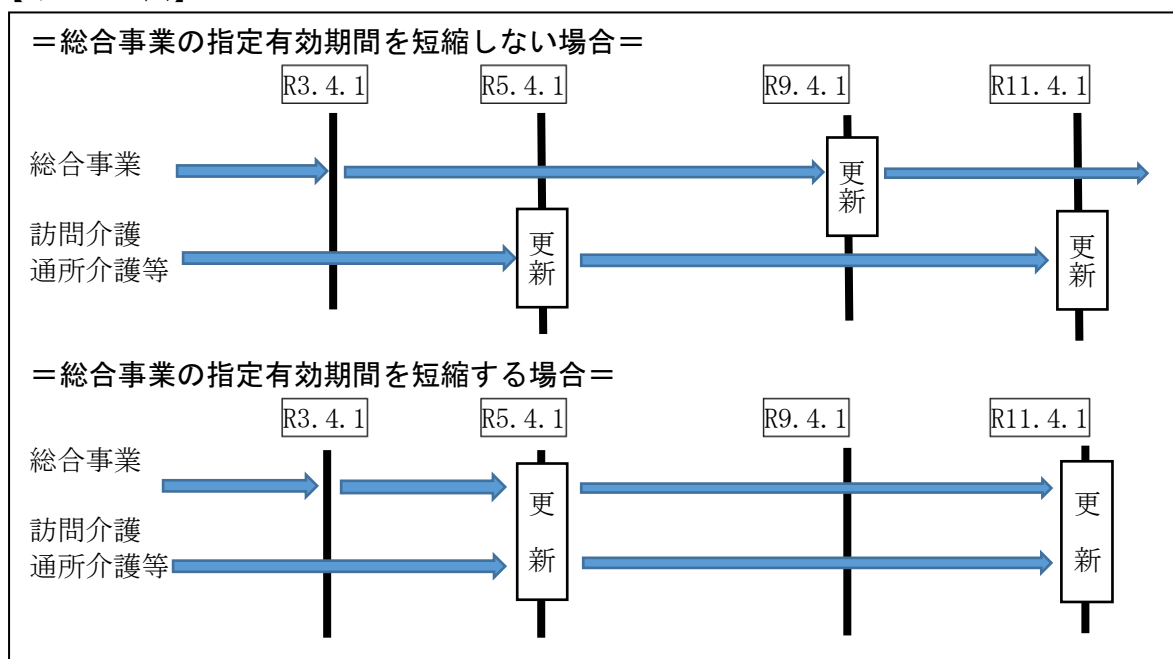 ＝総合事業の指定有効期間を短縮しない場合＝
R3.4.1 R5.4.1 R9.4.1 R11.4.1
総合事業
更新
訪問介護
通所介護等
更新
更新
＝総合事業の指定有効期間を短縮する場合＝
R3.4.1 R5.4.1 R9.4.1 R11.4.1
総合事業
訪問介護
通所介護等
更新
更新